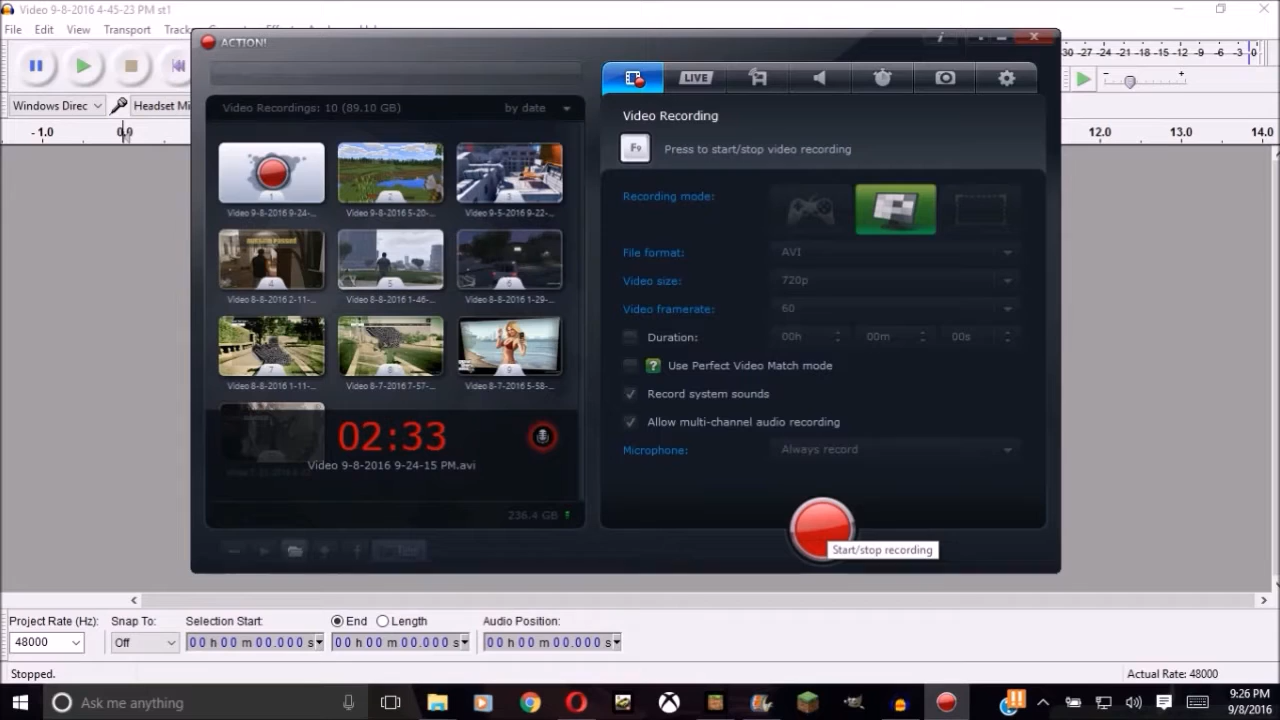 Video 9-8-2016 4-45-23 PM st1
File Edit View Transport
ACTION!
-30 -27 -24 -21 -18 -15 -12 -9 -6 -3 0
Windows Direc
Headset Mi
- 1.0 0.0 12.0 13.0 14.0
Video Recordings: 10 (89.10 GB)
by date
LIVE
Video Recording
F9
Press to start/stop video recording
1 2 3
Video 9-8-2016 9-24-...
Video 9-8-2016 5-20-...
Video 9-5-2016 9-22-...
4 5 6
Video 8-8-2016 2-11-...
Video 8-8-2016 1-46-...
Video 8-8-2016 1-29-...
7 8 9
Video 8-8-2016 1-11-...
Video 8-7-2016 7-57-...
Video 8-7-2016 5-58-...
02:33
Video 9-8-2016 9-24-15 PM.avi
236.4 GB
Recording mode:
File format: AVI
Video size: 720p
Video framerate: 60
Duration: 00h 00m 00s
? Use Perfect Video Match mode
Record system sounds
Allow multi-channel audio recording
Microphone: Always record
Start/stop recording
Project Rate (Hz): Snap To: Selection Start: End Length Audio Position:
48000 Off 00 h 00 m 00.000 s 00 h 00 m 00.000 s 00 h 00 m 00.000 s
Stopped.
Actual Rate: 48000
Ask me anything
9:26 PM
9/8/2016